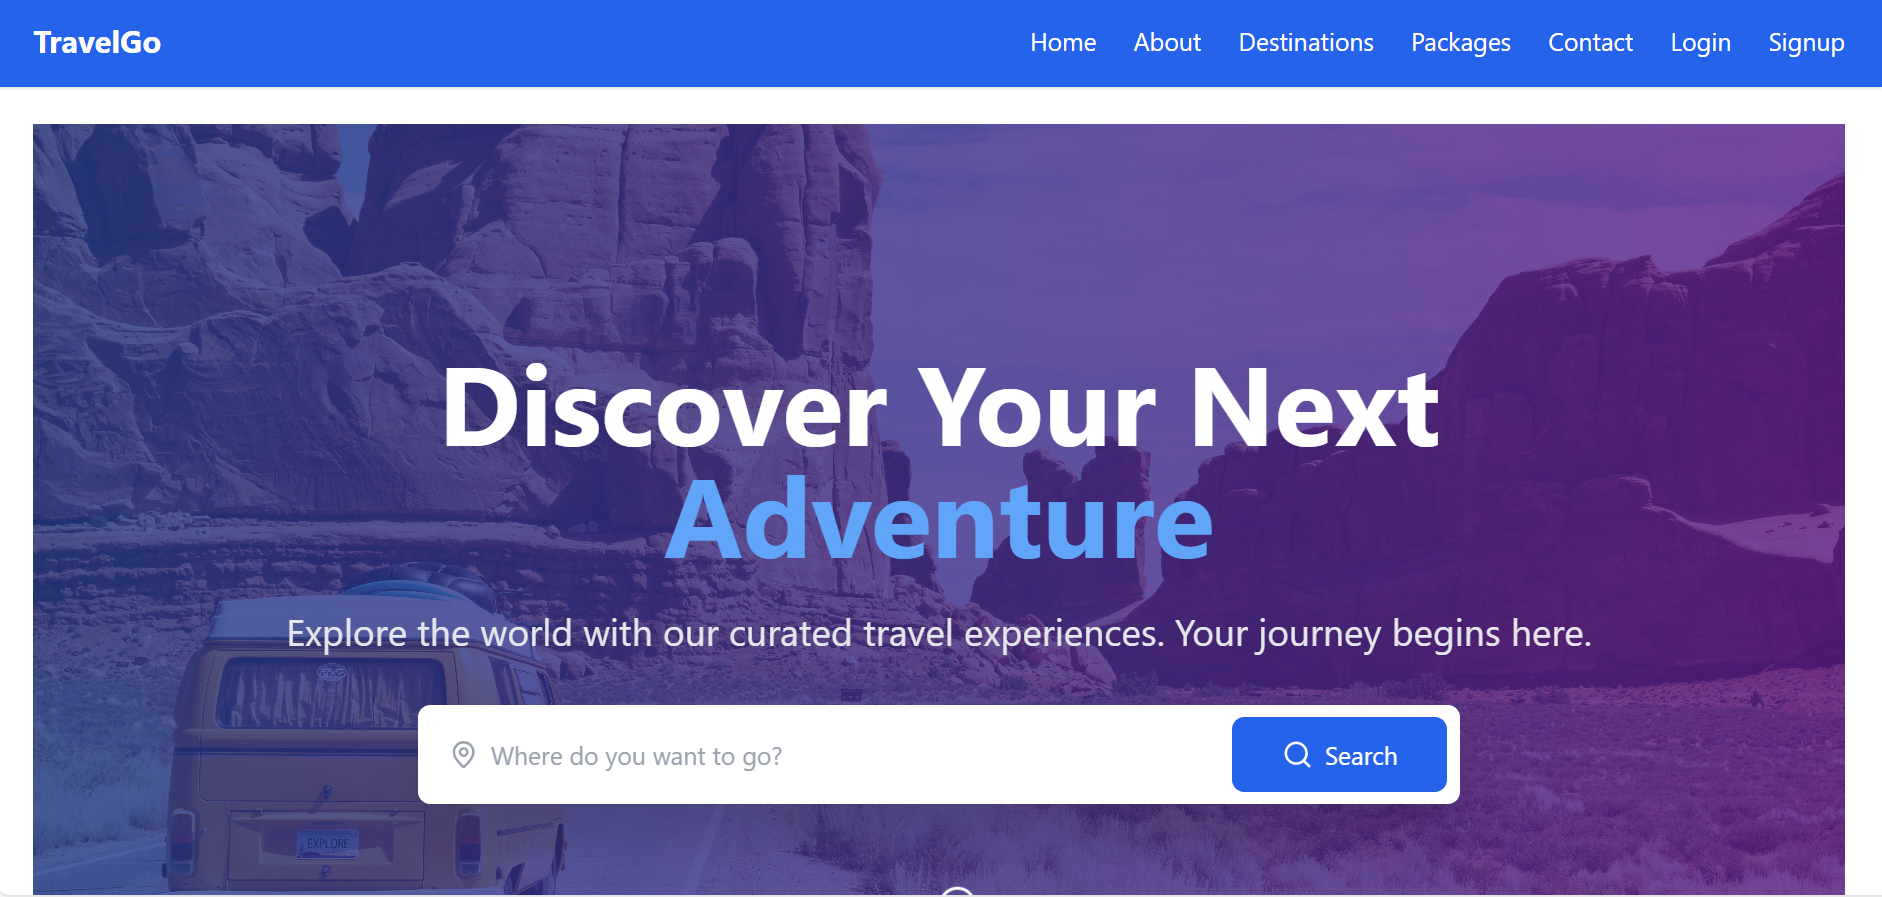 TravelGo
Home About Destinations Packages Contact Login Signup
Discover Your Next
Adventure
Explore the world with our curated travel experiences. Your journey begins here.
Where do you want to go?
Search
EXPLORE